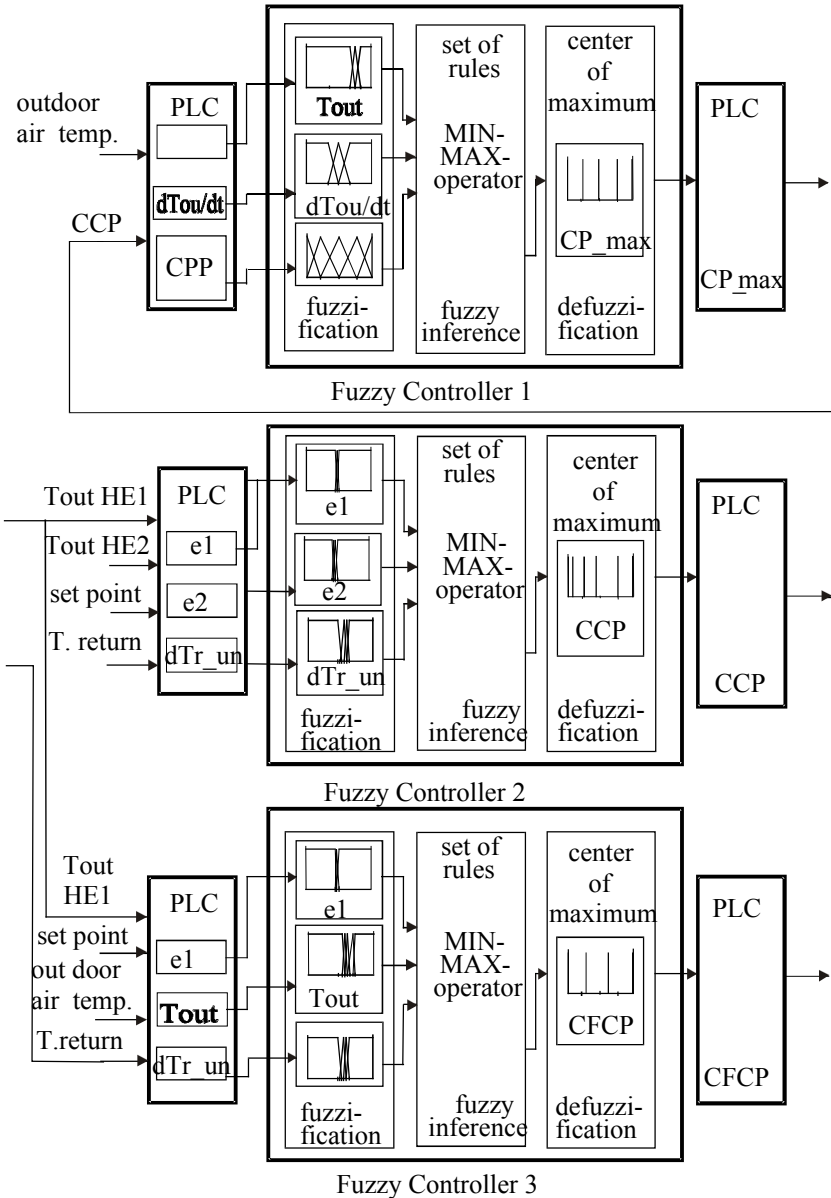 outdoor
air temp.
CCP
PLC
dTou/dt
CPP
Tout
dTou/dt
fuzzi-
fication
set of
rules
MIN-
MAX-
operator
fuzzy
inference
center
of
maximum
CP_max
defuzzi-
fication
PLC
CP_max
Fuzzy Controller 1
Tout HE1
Tout HE2
set point
T. return
PLC
e1
e2
dTr_un
e1
e2
dTr_un
fuzzi-
fication
set of
rules
MIN-
MAX-
operator
fuzzy
inference
center
of
maximum
CCP
defuzzi-
fication
PLC
CCP
Fuzzy Controller 2
Tout
HE1
set point
out door
air temp.
T.return
PLC
e1
Tout
dTr_un
e1
Tout
fuzzi-
fication
set of
rules
MIN-
MAX-
operator
fuzzy
inference
center
of
maximum
CFCP
defuzzi-
fication
PLC
CFCP
Fuzzy Controller 3